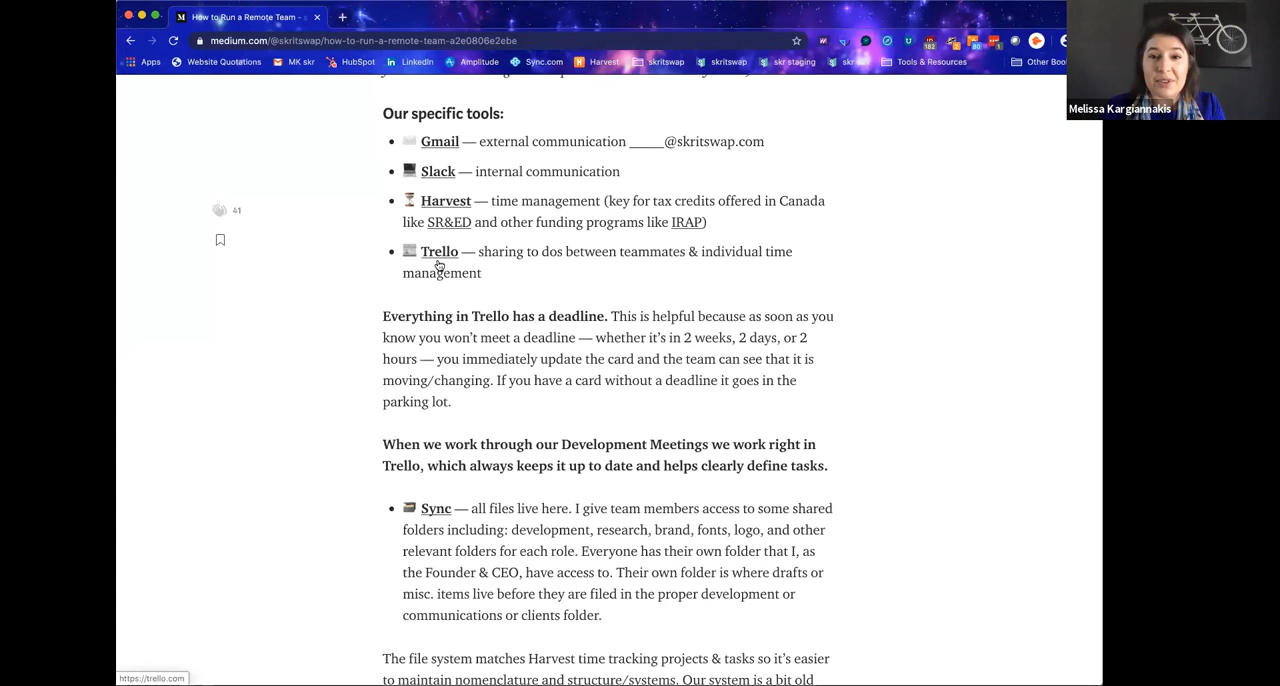 How to Run a Remote Team -
medium.com/@skritswap/how-to-run-a-remote-team-a2e0806e2ebe
Apps
Website Quotations
MK skr
HubSpot
LinkedIn
Amplitude
Sync.com
Harvest
skritswap
skritswap
skr staging
skr
Tools & Resources
Other Boo
Melissa Kargiannakis
Our specific tools:
Gmail — external communication _____@skritswap.com
Slack — internal communication
Harvest — time management (key for tax credits offered in Canada
like SR&ED and other funding programs like IRAP)
41
Trello — sharing to dos between teammates & individual time
management
Everything in Trello has a deadline. This is helpful because as soon as you
know you won't meet a deadline — whether it's in 2 weeks, 2 days, or 2
hours — you immediately update the card and the team can see that it is
moving/changing. If you have a card without a deadline it goes in the
parking lot.
When we work through our Development Meetings we work right in
Trello, which always keeps it up to date and helps clearly define tasks.
Sync — all files live here. I give team members access to some shared
folders including: development, research, brand, fonts, logo, and other
relevant folders for each role. Everyone has their own folder that I, as
the Founder & CEO, have access to. Their own folder is where drafts or
misc. items live before they are filed in the proper development or
communications or clients folder.
The file system matches Harvest time tracking projects & tasks so it's easier
to maintain nomenclature and structure/systems. Our system is a bit old
https://trello.com